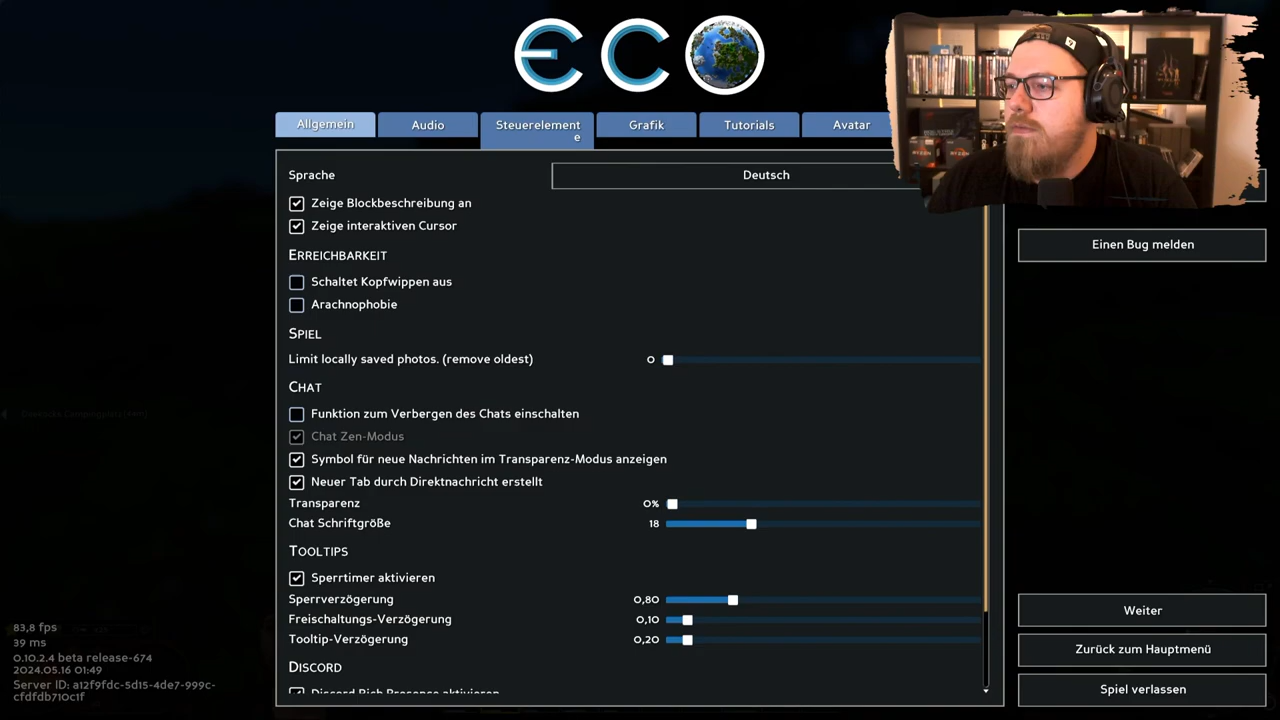 ECO
Allgemein
Audio
Steuerelement
e
Grafik
Tutorials
Avatar
Sprache
Deutsch
Zeige Blockbeschreibung an
Zeige interaktiven Cursor
Erreichbarkeit
Schaltet Kopfwippen aus
Arachnophobie
Spiel
Limit locally saved photos. (remove oldest)
0
Chat
Funktion zum Verbergen des Chats einschalten
Chat Zen-Modus
Symbol für neue Nachrichten im Transparenz-Modus anzeigen
Neuer Tab durch Direktnachricht erstellt
Transparenz
0%
Chat Schriftgröße
18
Tooltips
Sperrtimer aktivieren
Sperrverzögerung
0,80
Freischaltungs-Verzögerung
0,10
Tooltip-Verzögerung
0,20
Discord
Discord Rich Presence aktivieren
Einen Bug melden
Weiter
Zurück zum Hauptmenü
Spiel verlassen
83,8 fps
39 ms
0.10.2.4 beta release-674
2024.05.16 01:49
Server ID: a12f9fdc-5d15-4de7-999c-
cfdfdb710c1f